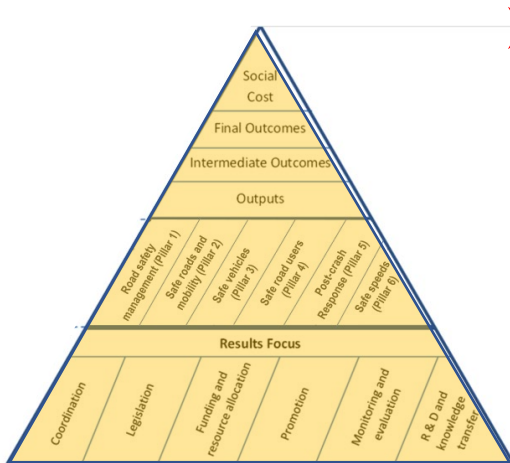 Social
Cost
Final Outcomes
Intermediate Outcomes
Outputs
Road safety
management (Pillar 1)
Safe roads and
mobility (Pillar 2)
Safe vehicles
(Pillar 3)
Safe road users
(Pillar 4)
Post-crash
Response (Pillar 5)
Safe speeds
(Pillar 6)
Results Focus
Coordination
Legislation
Funding and
resource allocation
Promotion
Monitoring and
evaluation
R & D and
knowledge
transfer